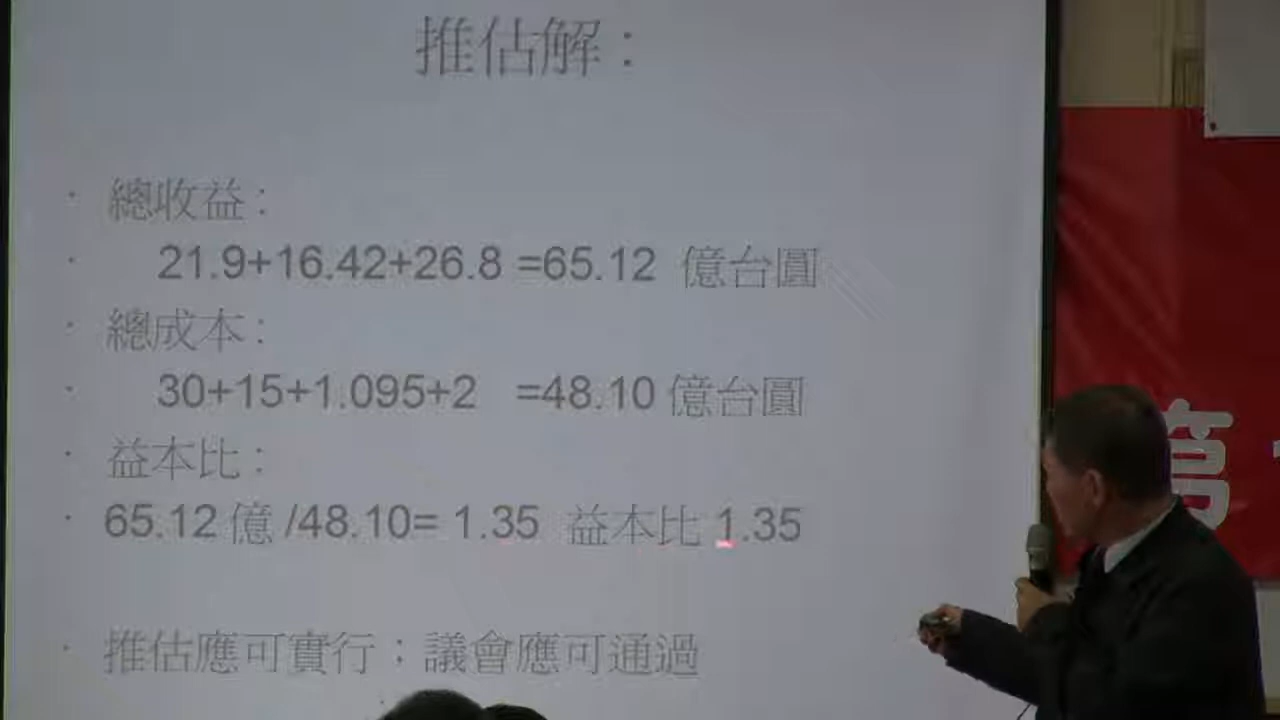 推估解：
• 總收益：
• 21.9+16.42+26.8 =65.12 億台圓
• 總成本：
• 30+15+1.095+2 =48.10 億台圓
• 益本比：
• 65.12 億 /48.10= 1.35 益本比 1.35
• 推估應可實行；議會應可通過
第